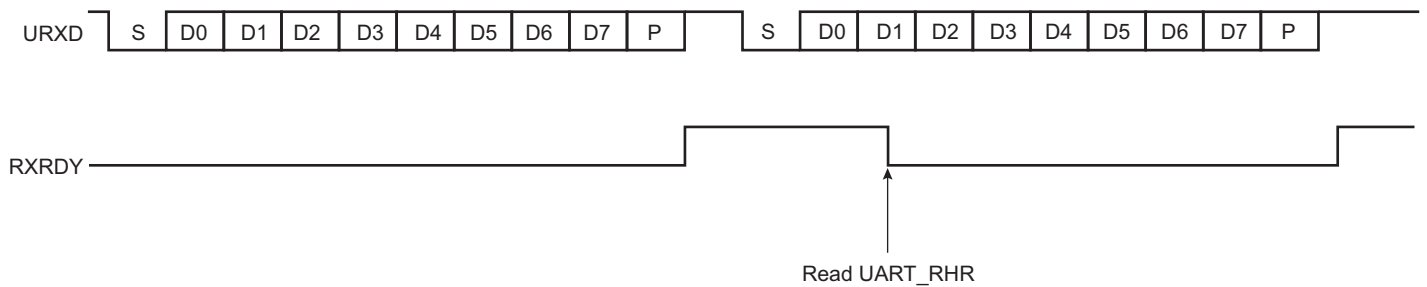 URXD S D0 D1 D2 D3 D4 D5 D6 D7 P S D0 D1 D2 D3 D4 D5 D6 D7 P
RXRDY
Read UART_RHR